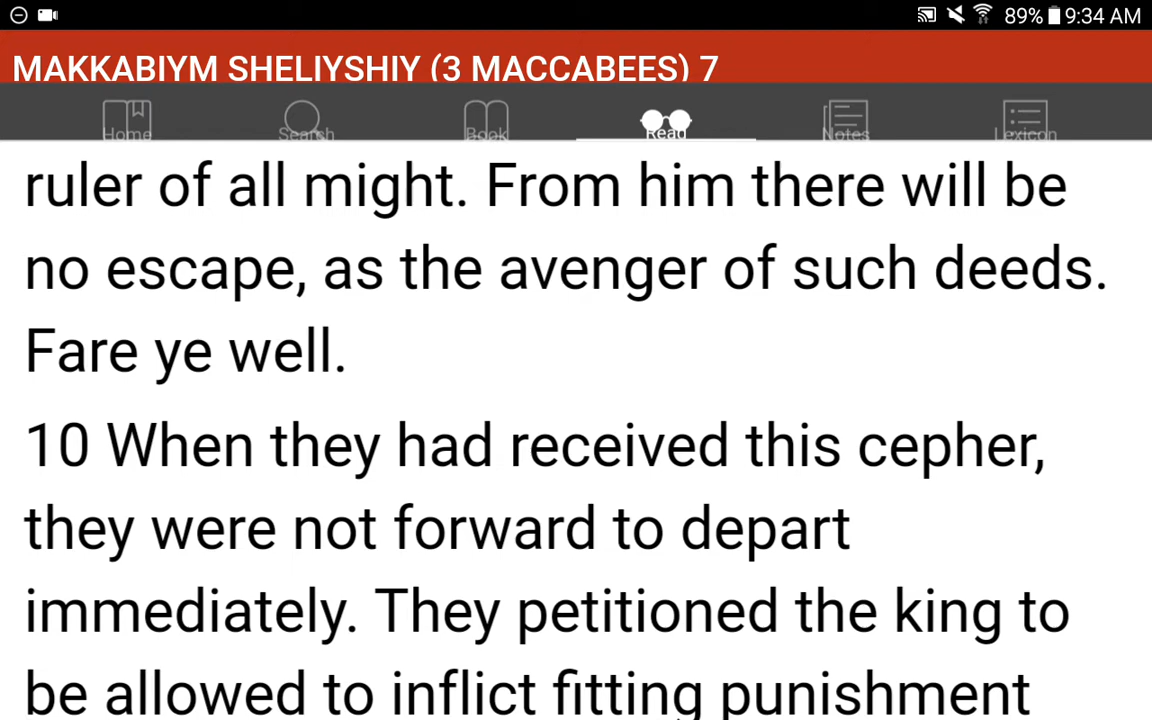 89% 9:34 AM
MAKKABIYM SHELIYSHIY (3 MACCABEES) 7
Home Search Book Read Notes Lexicon
ruler of all might. From him there will be
no escape, as the avenger of such deeds.
Fare ye well.
10 When they had received this cepher,
they were not forward to depart
immediately. They petitioned the king to
be allowed to inflict fitting punishment